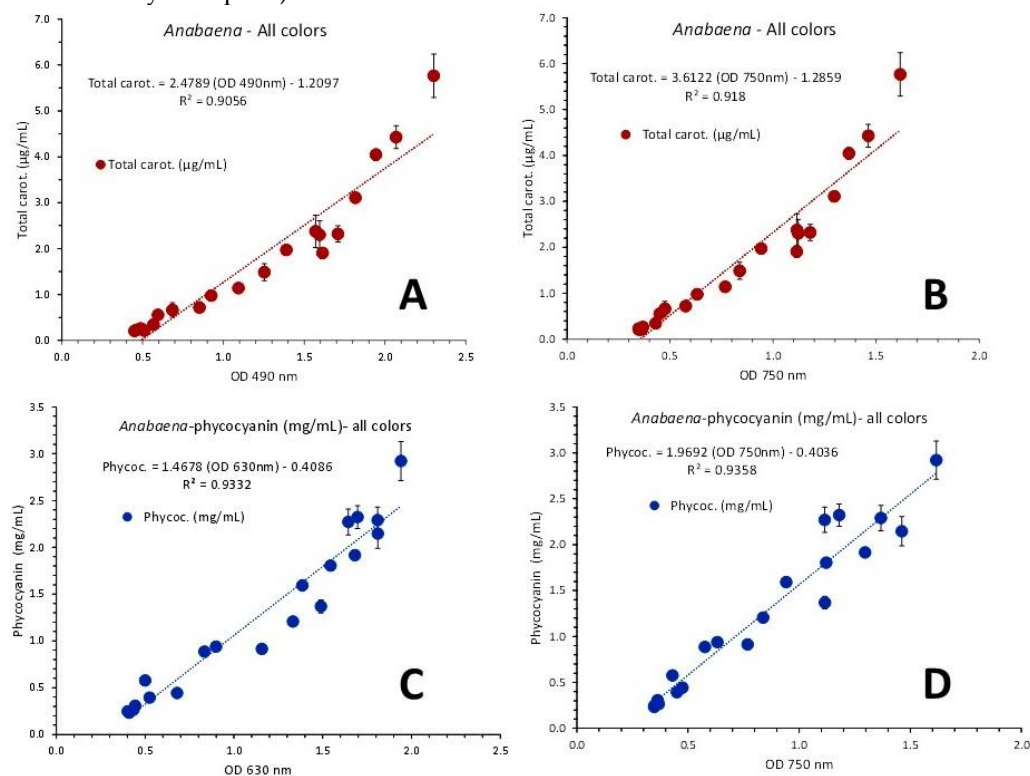 Anabaena - All colors
Total carot. = 2.4789 (OD 490nm) - 1.2097
R² = 0.9056
Total carot. (µg/mL)
Total carot. (µg/mL)
7.0
6.0
5.0
4.0
3.0
2.0
1.0
0.0
A
0.0 0.5 1.0 1.5 2.0 2.5
OD 490 nm
Anabaena - All colors
Total carot. = 3.6122 (OD 750nm) - 1.2859
R² = 0.918
Total carot. (µg/mL)
Total carot. (µg/mL)
7.0
6.0
5.0
4.0
3.0
2.0
1.0
0.0
B
0.0 0.5 1.0 1.5 2.0
OD 750 nm
Anabaena-phycocyanin (mg/mL)- all colors
Phycoc. = 1.4678 (OD 630nm) - 0.4086
R² = 0.9332
Phycoc. (mg/mL)
Phycocyanin (mg/mL)
3.5
3.0
2.5
2.0
1.5
1.0
0.5
0.0
C
0.0 0.5 1.0 1.5 2.0
OD 630 nm
Anabaena-phycocyanin (mg/mL)- all colors
Phycoc. = 1.9692 (OD 750nm) - 0.4036
R² = 0.9358
Phycoc. (mg/mL)
Phycocyanin (mg/mL)
3.5
3.0
2.5
2.0
1.5
1.0
0.5
0.0
D
0.0 0.5 1.0 1.5 2.0
OD 750 nm